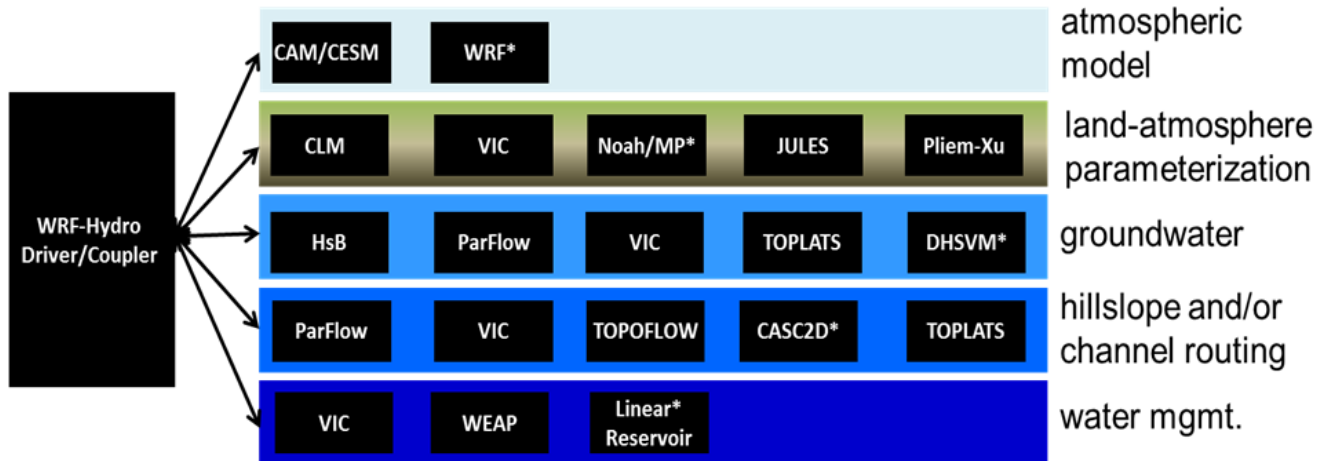 WRF-Hydro
Driver/Coupler
CAM/CESM
WRF*
atmospheric
model
CLM
VIC
Noah/MP*
JULES
Pliem-Xu
land-atmosphere
parameterization
HsB
ParFlow
VIC
TOPLATS
DHSVM*
groundwater
ParFlow
VIC
TOPOFLOW
CASC2D*
TOPLATS
hillslope and/or
channel routing
VIC
WEAP
Linear*
Reservoir
water mgmt.